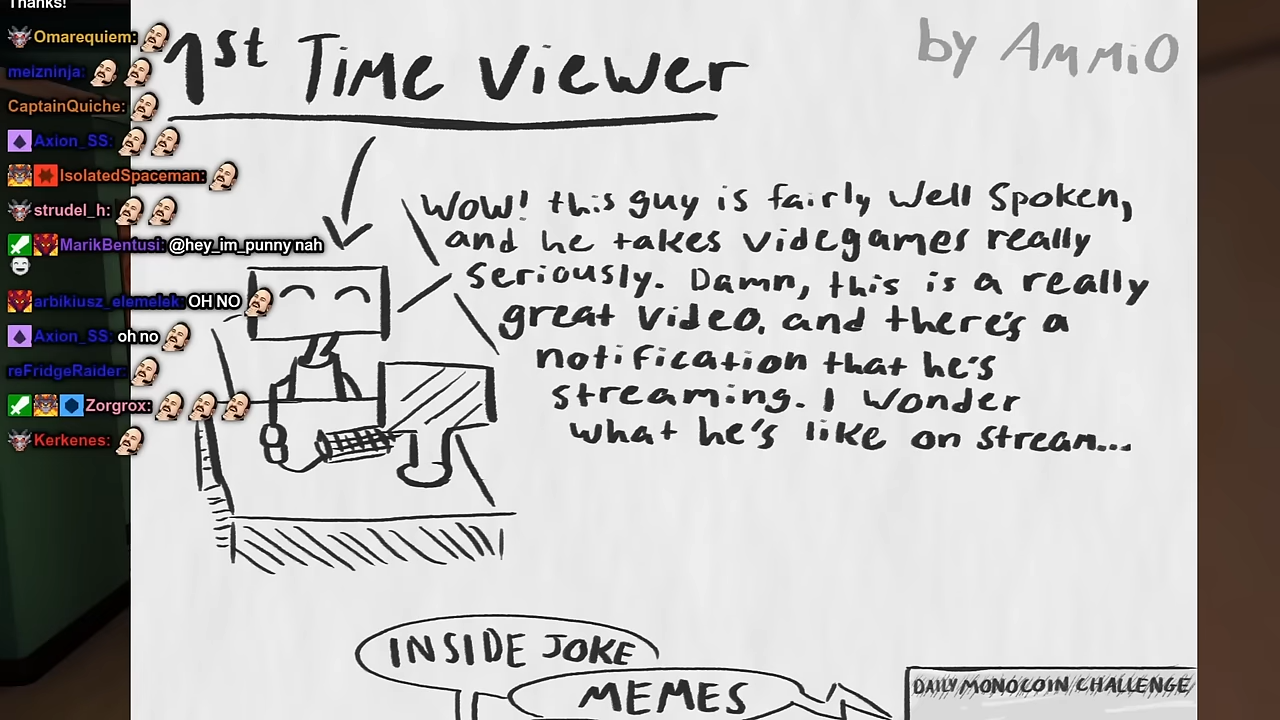 Thanks!
Omarequiem:
meizninja:
CaptainQuiche:
Axion_SS:
IsolatedSpaceman:
strudel_h:
MarikBentusi: @hey_im_punny nah
arbikiusz_elemelek: OH NO
Axion_SS: oh no
reFridgeRaider:
Zorgrox:
Kerkenes:
1st Time Viewer
by AmmiO
Wow! this guy is fairly well spoken,
and he takes videgames really
seriously. Damn, this is a really
great video, and there's a
notification that he's
streaming. I wonder
what he's like on stream...
INSIDE JOKE
MEMES
DAILY MONOCOIN CHALLENGE